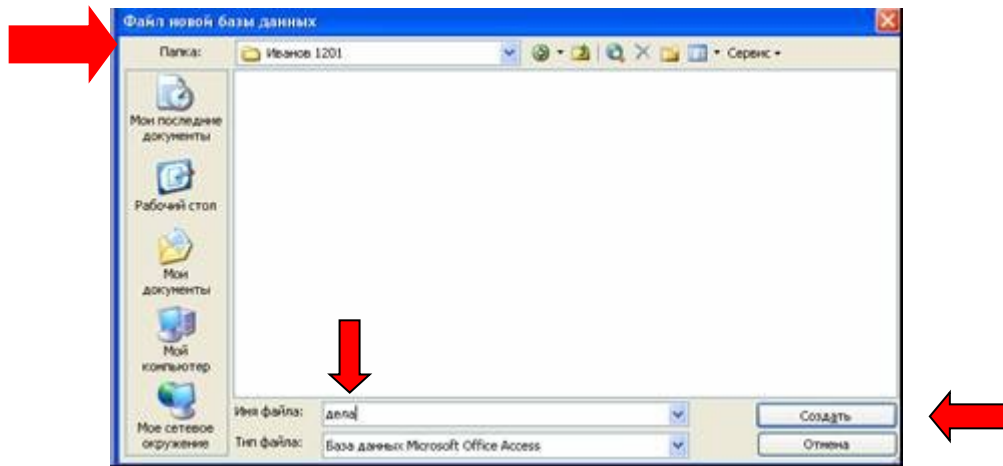 Файл новой базы данных
Папка: Иванов 1201 Сервис
Мои последние
документы
Рабочий стол
Мои
документы
Мой
компьютер
Мое сетевое
окружение
Имя файла: дела
Создать
Тип файла: База данных Microsoft Office Access
Отмена